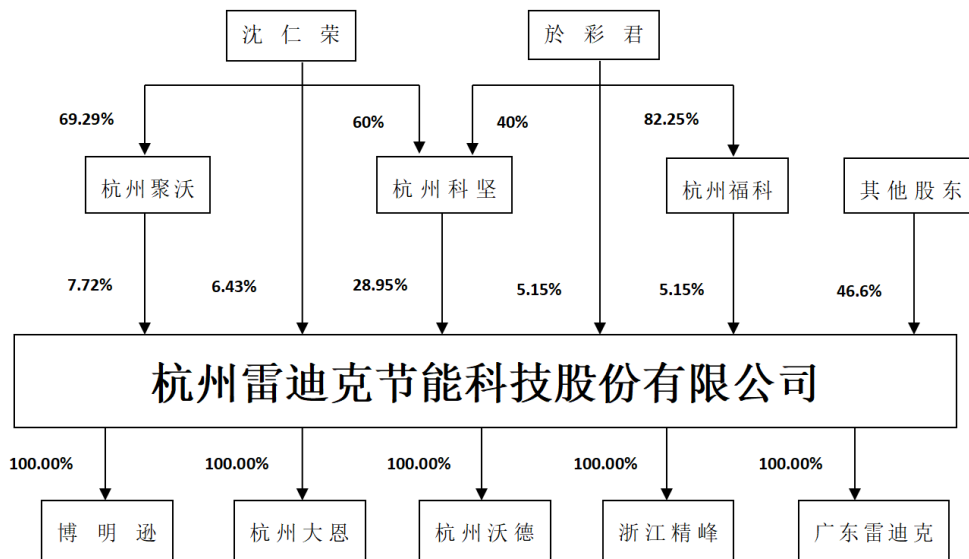 沈仁荣
於彩君
69.29%
60%
40%
82.25%
杭州聚沃
杭州科坚
杭州福科
其他股东
7.72%
6.43%
28.95%
5.15%
5.15%
46.6%
杭州雷迪克节能科技股份有限公司
100.00%
100.00%
100.00%
100.00%
100.00%
博明逊
杭州大恩
杭州沃德
浙江精峰
广东雷迪克